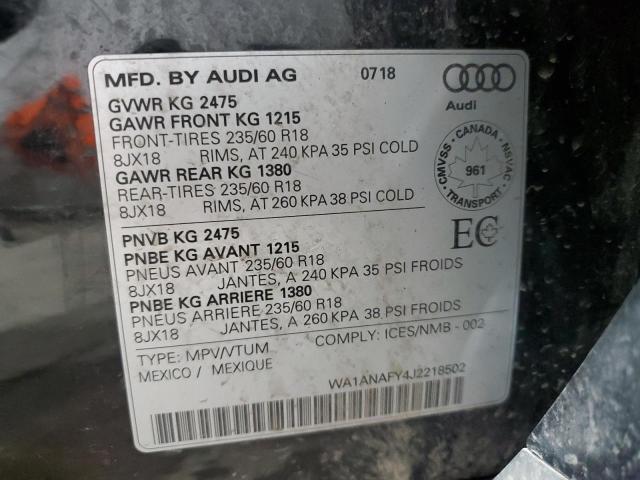 MFD. BY AUDI AG 0718
Audi
GVWR KG 2475
GAWR FRONT KG 1215
FRONT-TIRES 235/60 R18
8JX18 RIMS, AT 240 KPA 35 PSI COLD
GAWR REAR KG 1380
REAR-TIRES 235/60 R18
8JX18 RIMS, AT 260 KPA 38 PSI COLD
CMVSS - CANADA - NSVAC
961
TRANSPORT
EC
PNVB KG 2475
PNBE KG AVANT 1215
PNEUS AVANT 235/60 R18
8JX18 JANTES, A 240 KPA 35 PSI FROIDS
PNBE KG ARRIERE 1380
PNEUS ARRIERE 235/60 R18
8JX18 JANTES, A 260 KPA 38 PSI FROIDS
TYPE: MPV/VTUM COMPLY: ICES/NMB - 002
MEXICO / MEXIQUE
WA1ANAFY4J2218502